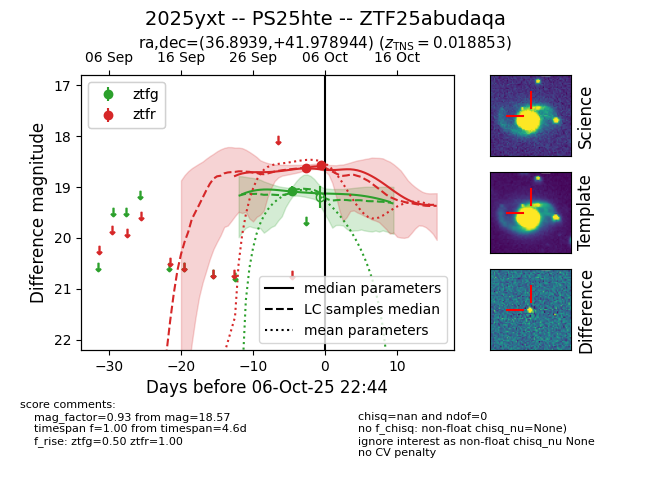 2025yxt -- PS25hte -- ZTF25abudaqa
ra,dec=(36.8939,+41.978944) (zTNS = 0.018853)
06 Sep 16 Sep 26 Sep 06 Oct 16 Oct
17
18
19
20
21
22
Difference magnitude
ztfg
ztfr
median parameters
LC samples median
mean parameters
−30 −20 −10 0 10
Days before 06-Oct-25 22:44
Science
Template
Difference
score comments:
mag_factor=0.93 from mag=18.57
timespan f=1.00 from timespan=4.6d
f_rise: ztfg=0.50 ztfr=1.00
chisq=nan and ndof=0
no f_chisq: non-float chisq_nu=None)
ignore interest as non-float chisq_nu None
no CV penalty